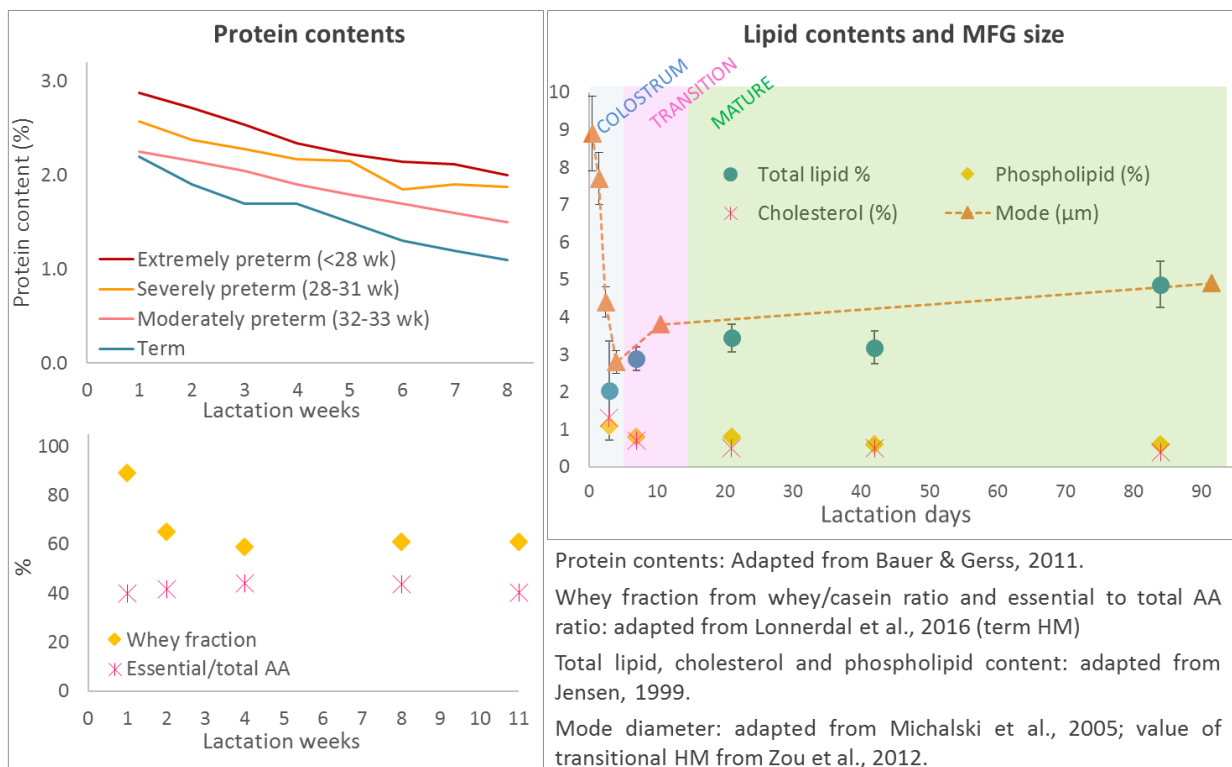 Protein contents
3.0
2.0
1.0
0.0
Protein content (%)
Extremely preterm (<28 wk)
Severely preterm (28-31 wk)
Moderately preterm (32-33 wk)
Term
0 1 2 3 4 5 6 7 8
Lactation weeks
100
80
60
40
20
0
%
Whey fraction
Essential/total AA
0 1 2 3 4 5 6 7 8 9 10 11
Lactation weeks
Lipid contents and MFG size
COLOSTRUM
TRANSITION
MATURE
10
9
8
7
6
5
4
3
2
1
0
Total lipid %
Phospholipid (%)
Cholesterol (%)
Mode (µm)
0 10 20 30 40 50 60 70 80 90
Lactation days
Protein contents: Adapted from Bauer & Gerss, 2011.
Whey fraction from whey/casein ratio and essential to total AA
ratio: adapted from Lonnerdal et al., 2016 (term HM)
Total lipid, cholesterol and phospholipid content: adapted from
Jensen, 1999.
Mode diameter: adapted from Michalski et al., 2005; value of
transitional HM from Zou et al., 2012.